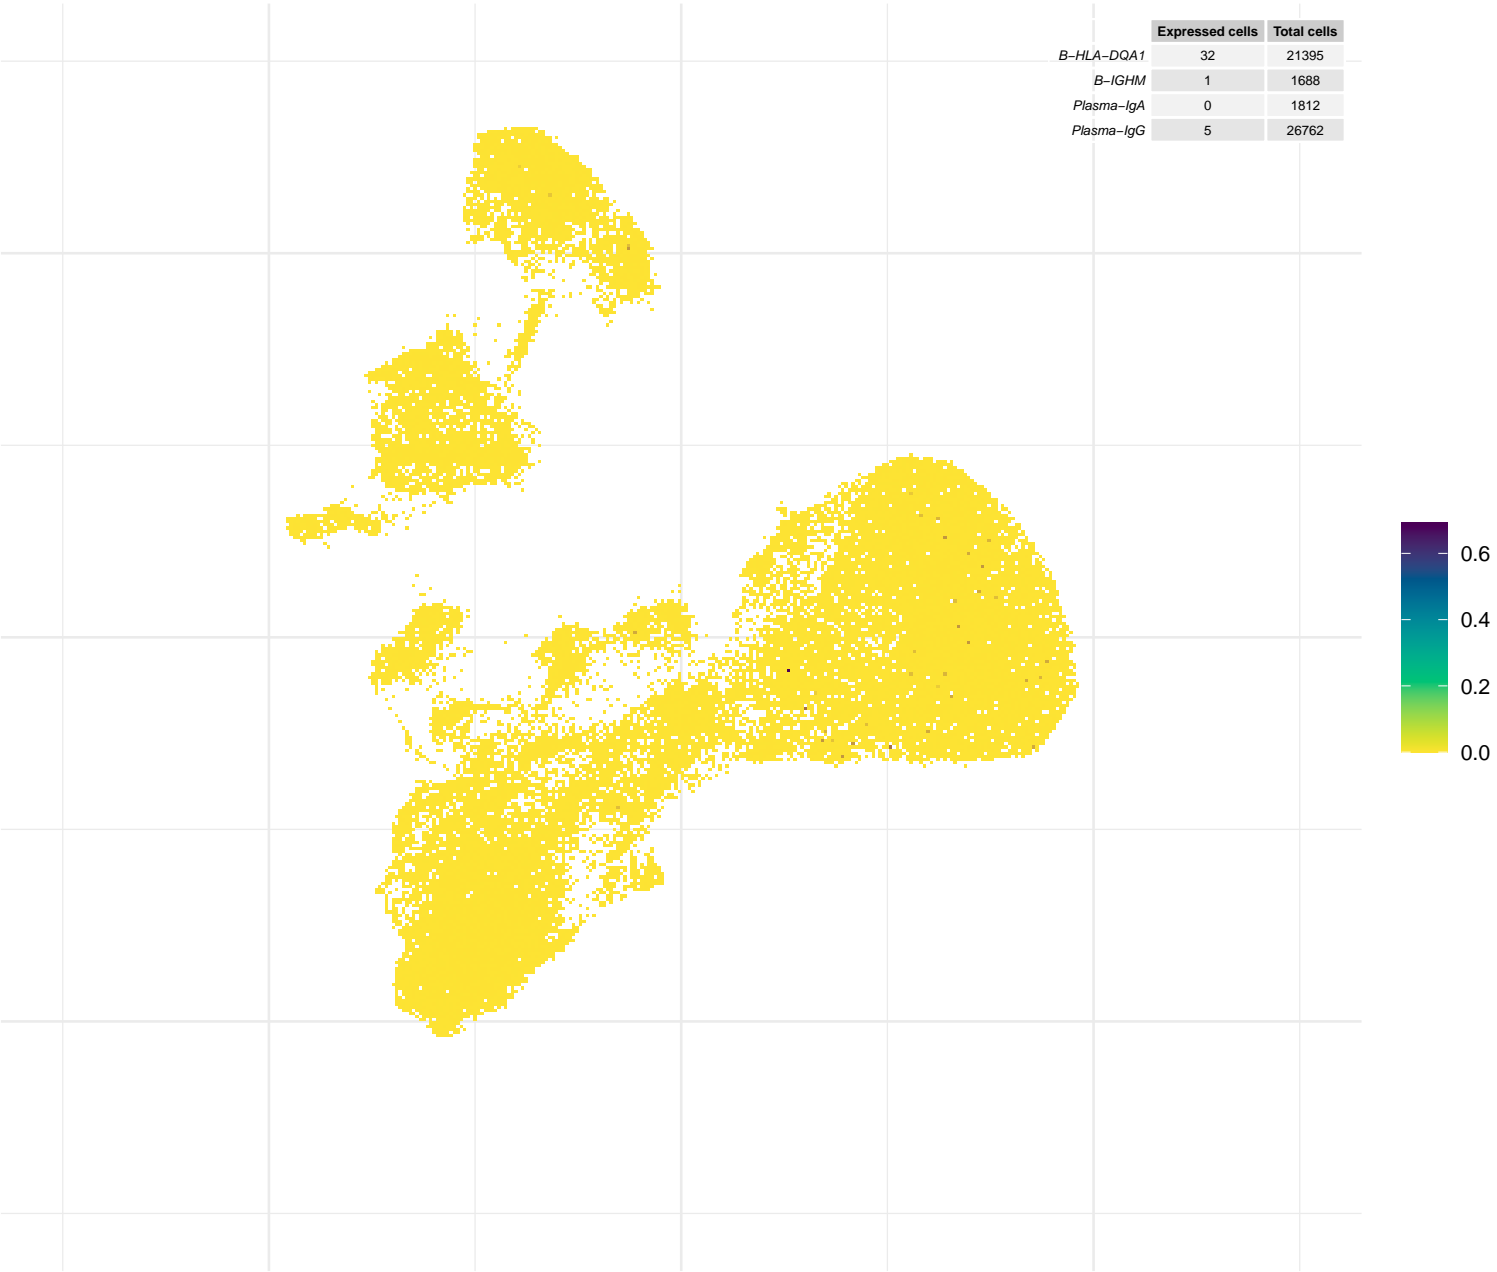 Expressed cells Total cells
B−HLA−DQA1 32 21395
B−IGHM 1 1688
Plasma−IgA 0 1812
Plasma−IgG 5 26762
0.6
0.4
0.2
0.0